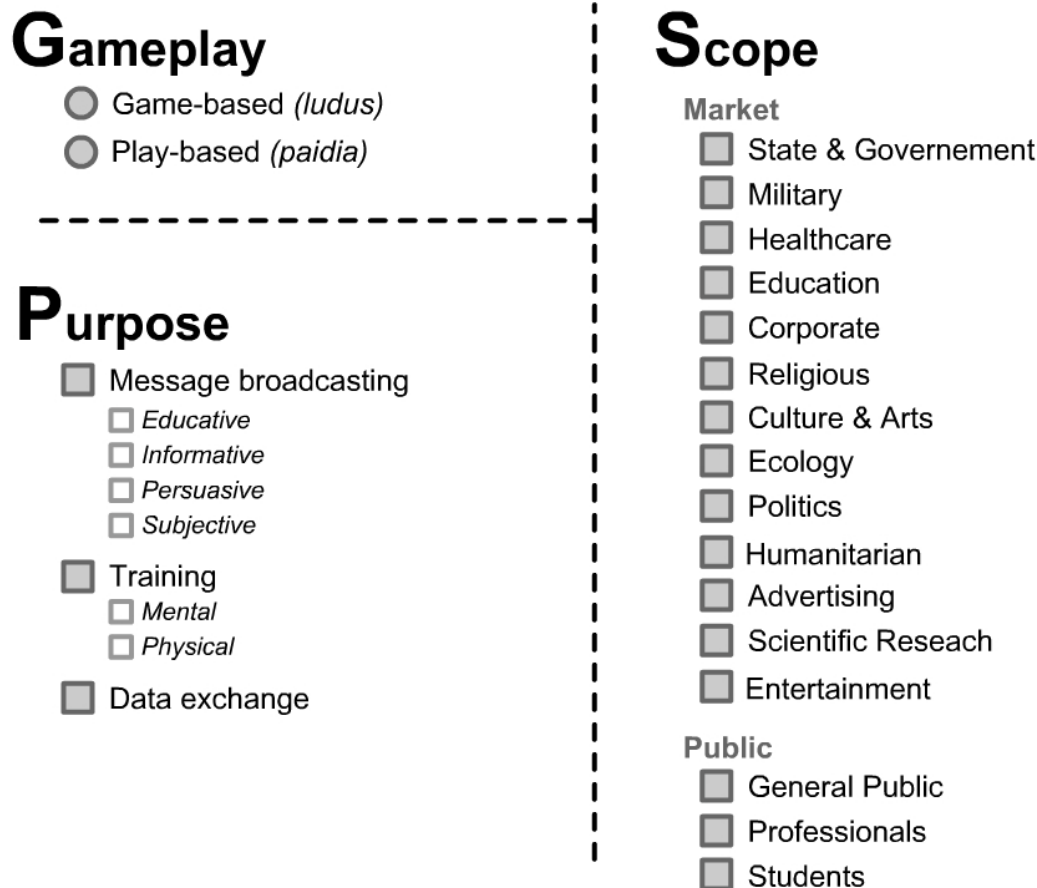 Gameplay
Game-based (ludus)
Play-based (paidia)
Purpose
Message broadcasting
Educative
Informative
Persuasive
Subjective
Training
Mental
Physical
Data exchange
Scope
Market
State & Governement
Military
Healthcare
Education
Corporate
Religious
Culture & Arts
Ecology
Politics
Humanitarian
Advertising
Scientific Reseach
Entertainment
Public
General Public
Professionals
Students